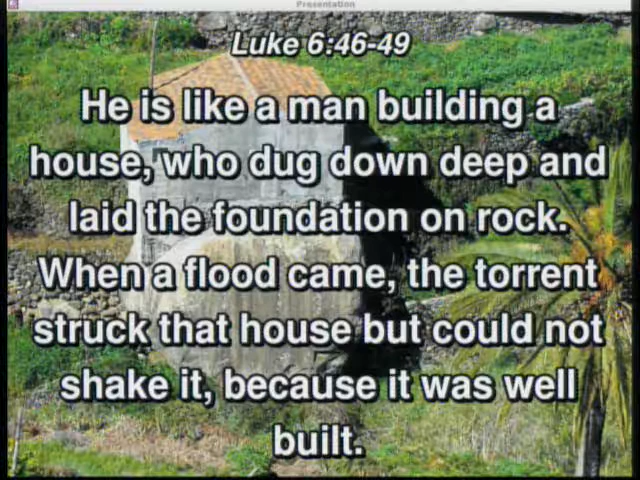 Presentation
Luke 6:46-49
He is like a man building a
house, who dug down deep and
laid the foundation on rock.
When a flood came, the torrent
struck that house but could not
shake it, because it was well
built.